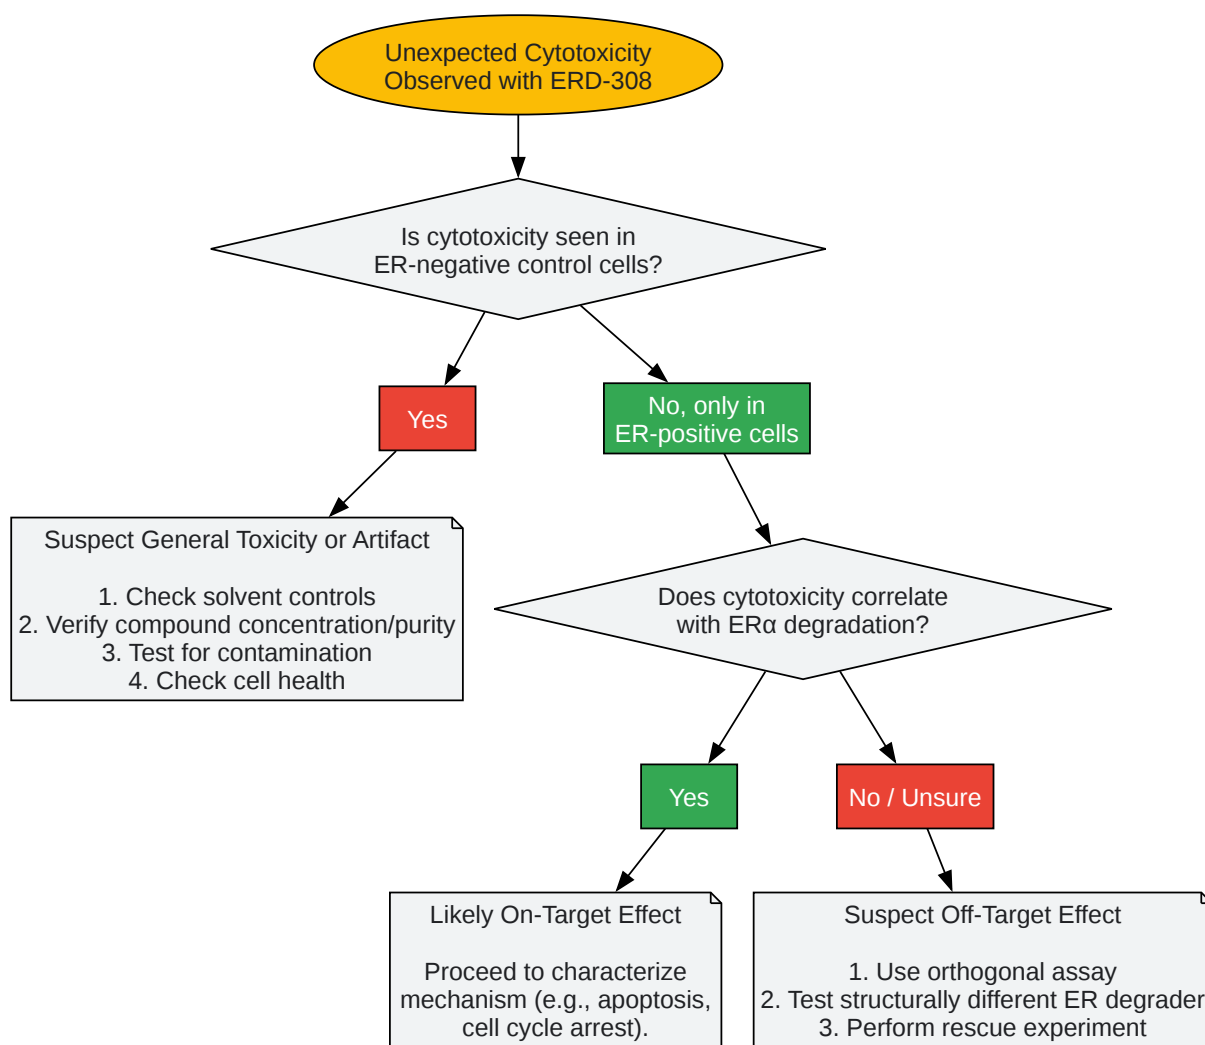 Unexpected Cytotoxicity
Observed with ERD-308
Is cytotoxicity seen in
ER-negative control cells?
Yes
No, only in
ER-positive cells
Suspect General Toxicity or Artifact
1. Check solvent controls
2. Verify compound concentration/purity
3. Test for contamination
4. Check cell health
Does cytotoxicity correlate
with ERα degradation?
Yes
No / Unsure
Likely On-Target Effect
Proceed to characterize
mechanism (e.g., apoptosis,
cell cycle arrest).
Suspect Off-Target Effect
1. Use orthogonal assay
2. Test structurally different ER degrader
3. Perform rescue experiment